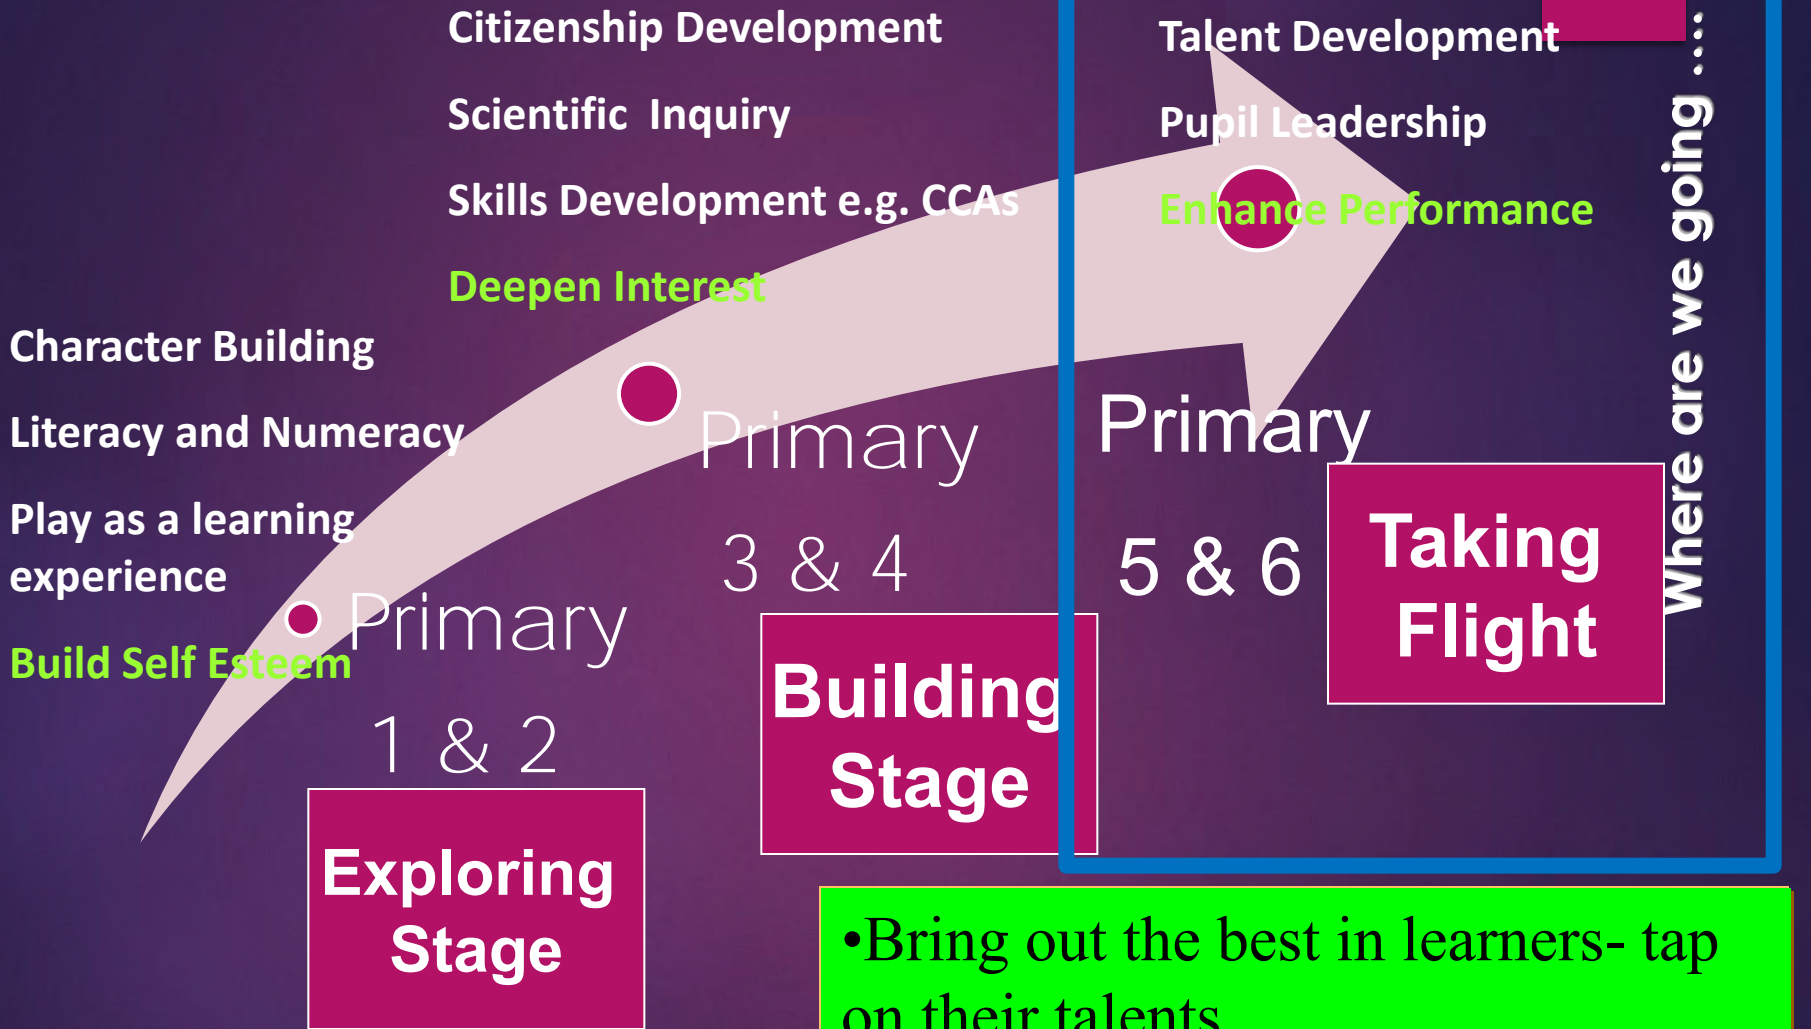 Citizenship Development
Scientific Inquiry
Skills Development e.g. CCAs
Deepen Interest
Talent Development
Pupil Leadership
Enhance Performance
Where are we going ....
Character Building
Literacy and Numeracy
Play as a learning
experience
Build Self Esteem
Primary
1 & 2
Exploring
Stage
Primary
3 & 4
Building
Stage
Primary
5 & 6
Taking
Flight
•Bring out the best in learners- tap
on their talents